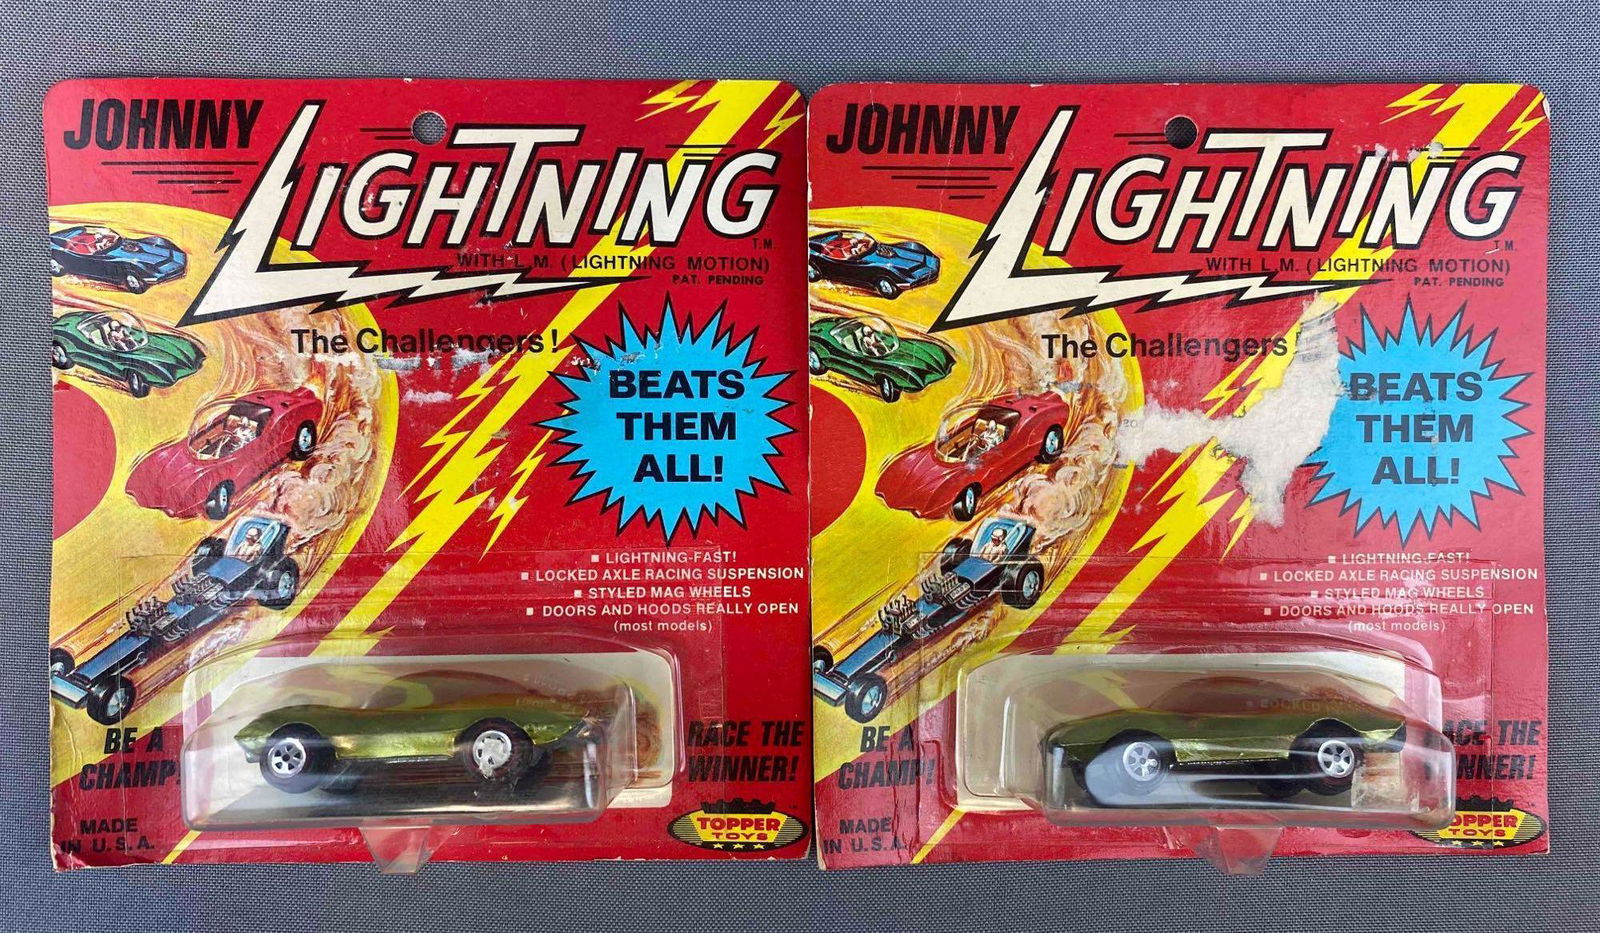 JOHNNY
LIGHTNING
T.M.
WITH L.M. (LIGHTNING MOTION)
PAT. PENDING
The Challengers!
BEATS
THEM
ALL!
▪ LIGHTNING-FAST!
▪ LOCKED AXLE RACING SUSPENSION
▪ STYLED MAG WHEELS
▪ DOORS AND HOODS REALLY OPEN
(most models)
BE A
CHAMP
RACE THE
WINNER!
MADE
IN U.S.A.
TOPPER
TOYS
JOHNNY
LIGHTNING
T.M.
WITH L.M. (LIGHTNING MOTION)
PAT. PENDING
The Challengers!
BEATS
THEM
ALL!
▪ LIGHTNING-FAST!
▪ LOCKED AXLE RACING SUSPENSION
▪ STYLED MAG WHEELS
▪ DOORS AND HOODS REALLY OPEN
(most models)
BE A
CHAMP!
RACE THE
WINNER!
MADE
IN U.S.A.
TOPPER
TOYS